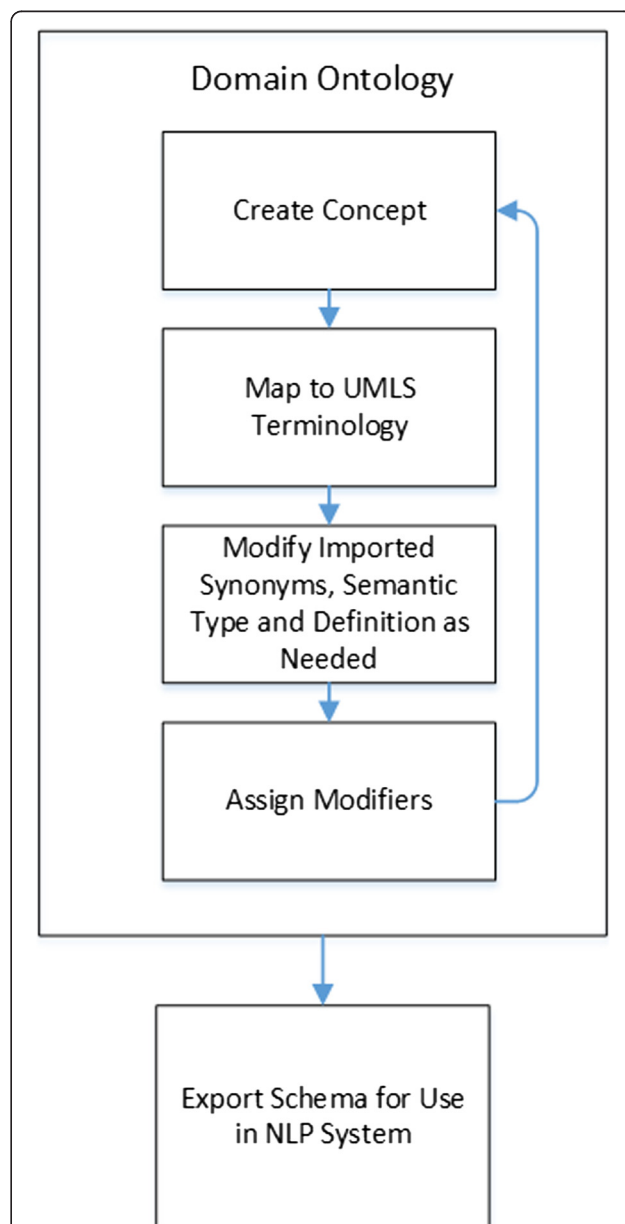 Domain Ontology
Create Concept
Map to UMLS
Terminology
Modify Imported
Synonyms, Semantic
Type and Definition as
Needed
Assign Modifiers
Export Schema for Use
in NLP System